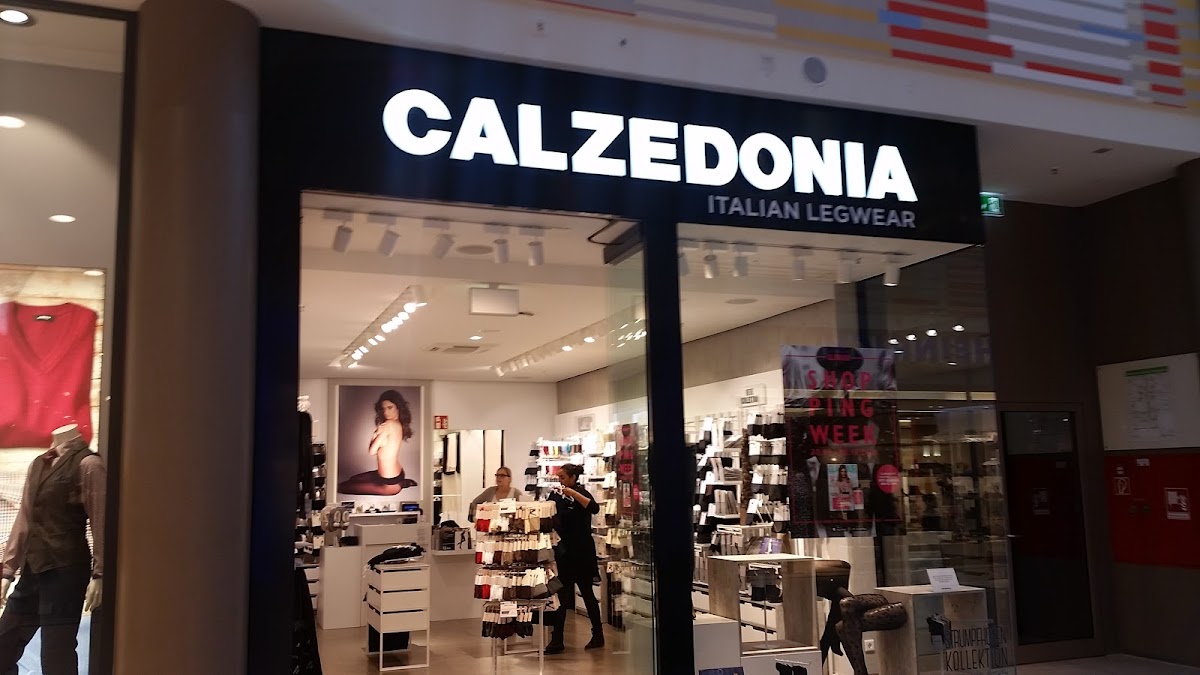 CALZEDONIA
ITALIAN LEGWEAR
SHOP
PING
WEEK
KOLLEKTION